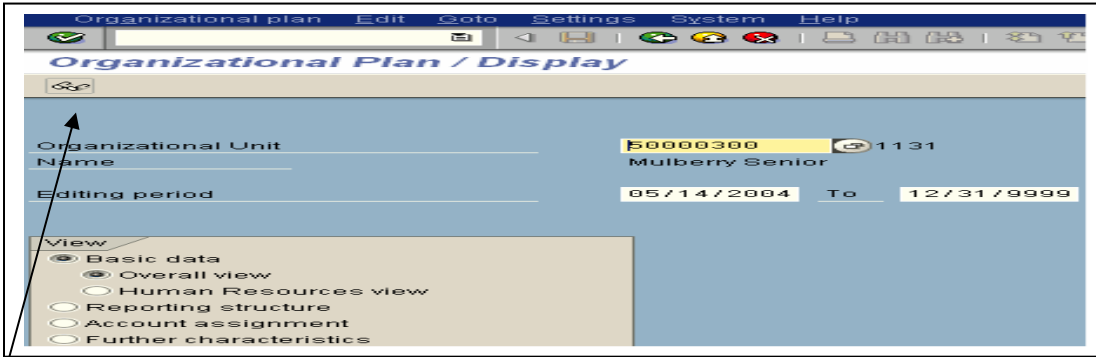 Organizational plan Edit Goto Settings System Help
Organizational Plan / Display
Organizational Unit 50000300 1131
Name Mulberry Senior
Editing period 05/14/2004 To 12/31/9999
View
Basic data
Overall view
Human Resources view
Reporting structure
Account assignment
Further characteristics